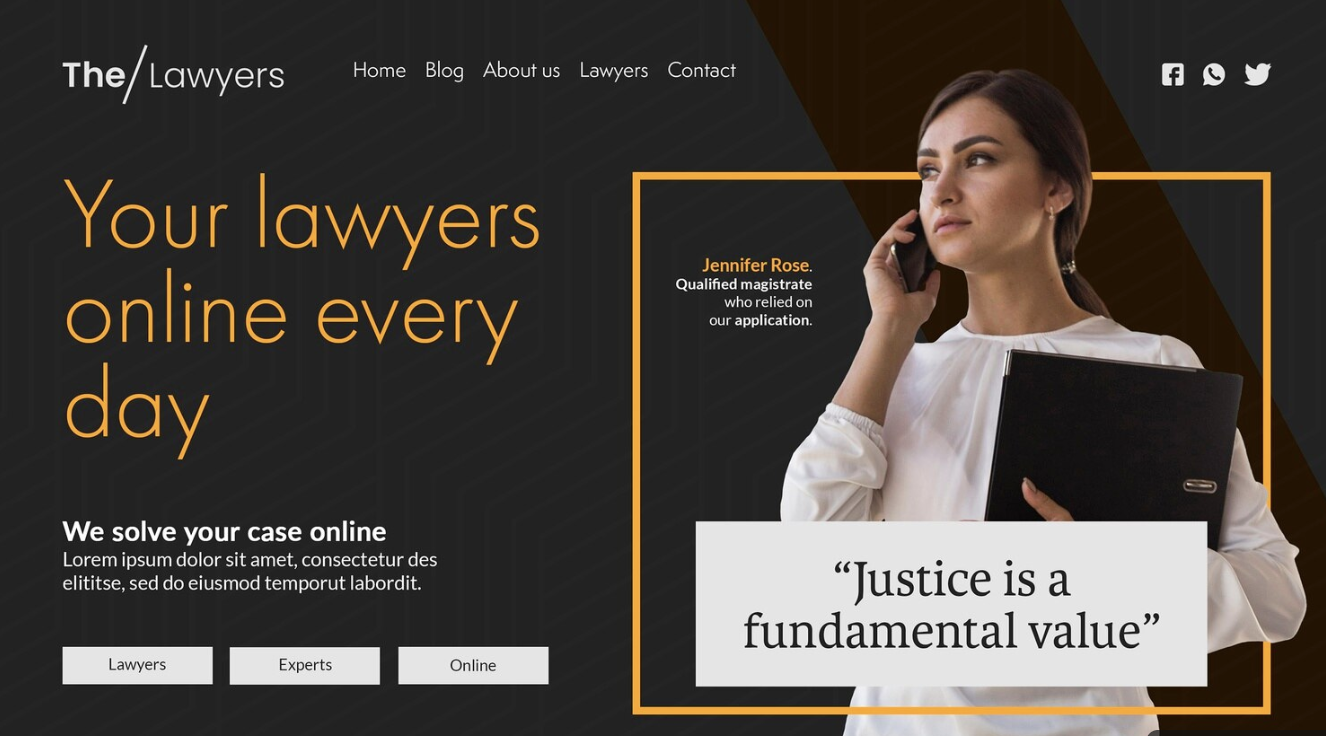 The/Lawyers
Home Blog About us Lawyers Contact
Your lawyers
online every
day
We solve your case online
Lorem ipsum dolor sit amet, consectetur des
elititse, sed do eiusmod temporut labordit.
Lawyers Experts Online
Jennifer Rose.
Qualified magistrate
who relied on
our application.
“Justice is a
fundamental value”